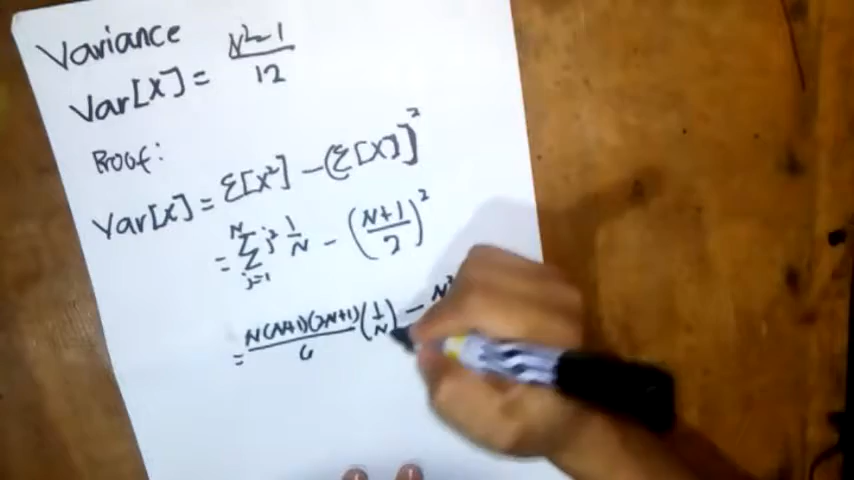 Variance
Var[X] = N²-1 / 12
Proof:
Var[X] = Ɛ[X²] - (Ɛ[X])²
= N Σ j=1 j² 1/N - (N+1 / 2)²
= N(N+1)(2N+1) / 6 (1/N) - N²